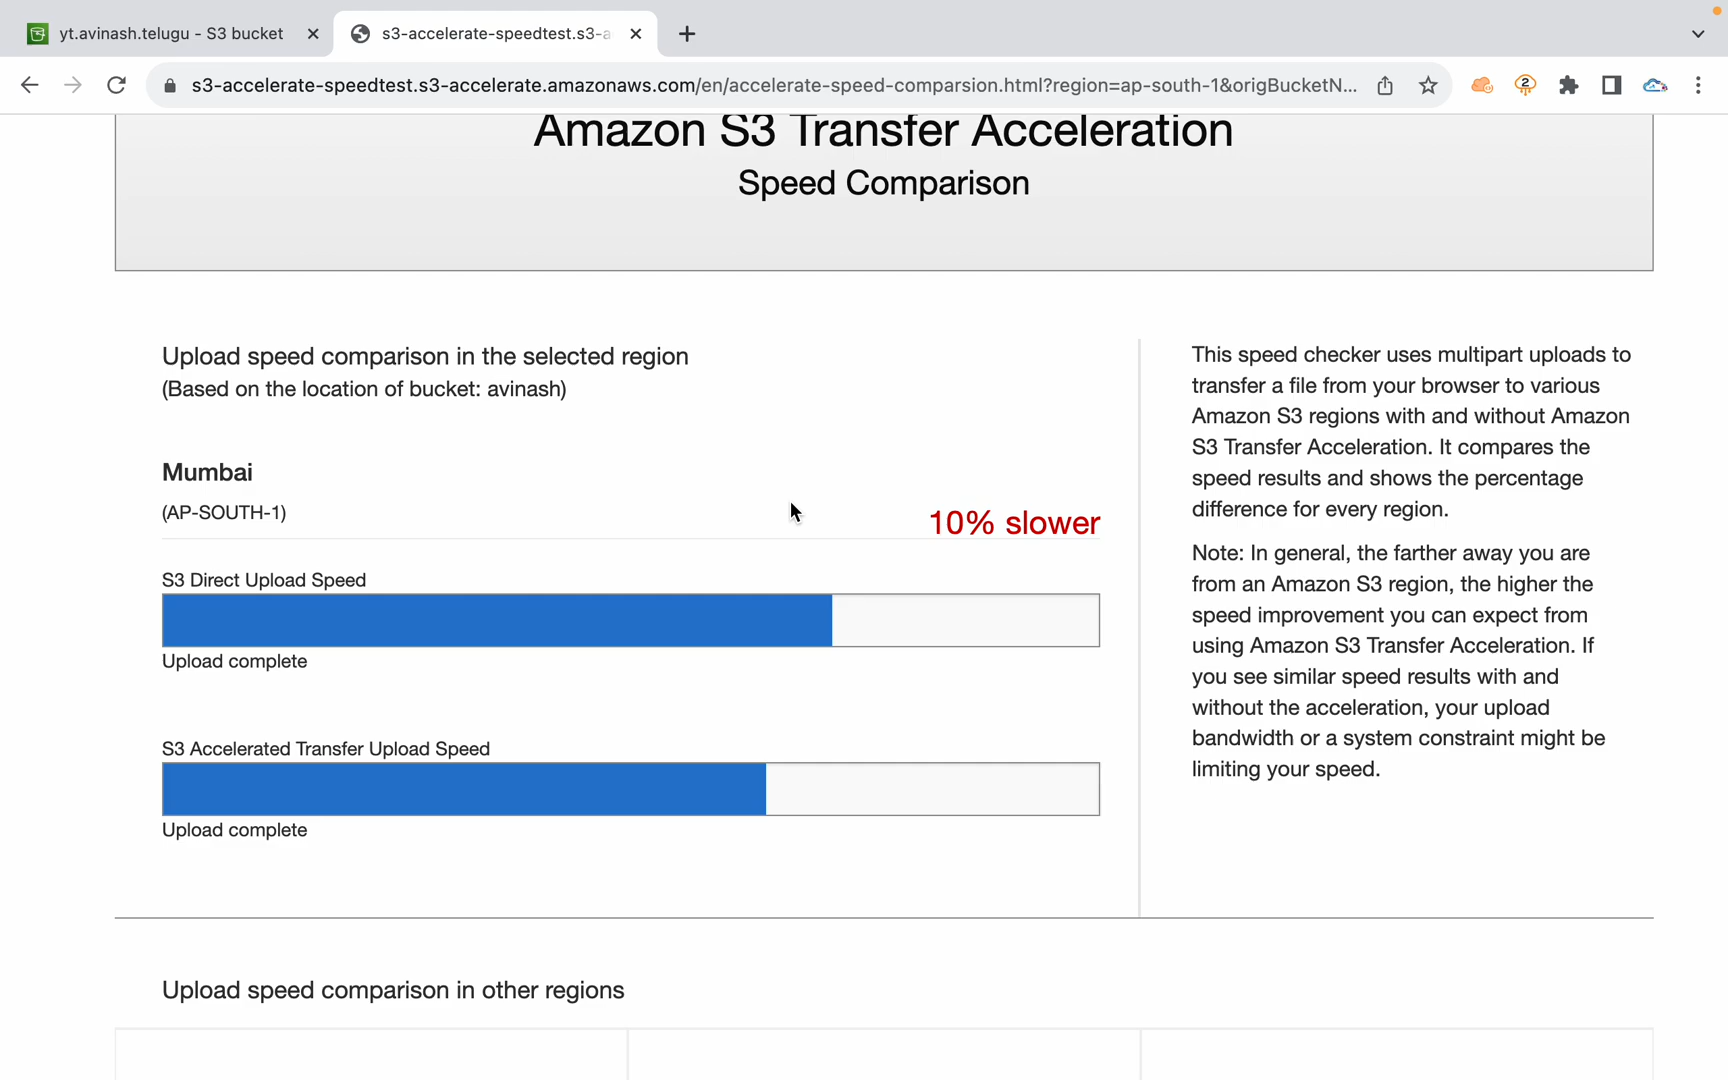 yt.avinash.telugu - S3 bucket
s3-accelerate-speedtest.s3-a
s3-accelerate-speedtest.s3-accelerate.amazonaws.com/en/accelerate-speed-comparsion.html?region=ap-south-1&origBucketN...
2
Amazon S3 Transfer Acceleration
Speed Comparison
Upload speed comparison in the selected region
(Based on the location of bucket: avinash)
Mumbai
(AP-SOUTH-1)
10% slower
S3 Direct Upload Speed
Upload complete
S3 Accelerated Transfer Upload Speed
Upload complete
This speed checker uses multipart uploads to
transfer a file from your browser to various
Amazon S3 regions with and without Amazon
S3 Transfer Acceleration. It compares the
speed results and shows the percentage
difference for every region.
Note: In general, the farther away you are
from an Amazon S3 region, the higher the
speed improvement you can expect from
using Amazon S3 Transfer Acceleration. If
you see similar speed results with and
without the acceleration, your upload
bandwidth or a system constraint might be
limiting your speed.
Upload speed comparison in other regions